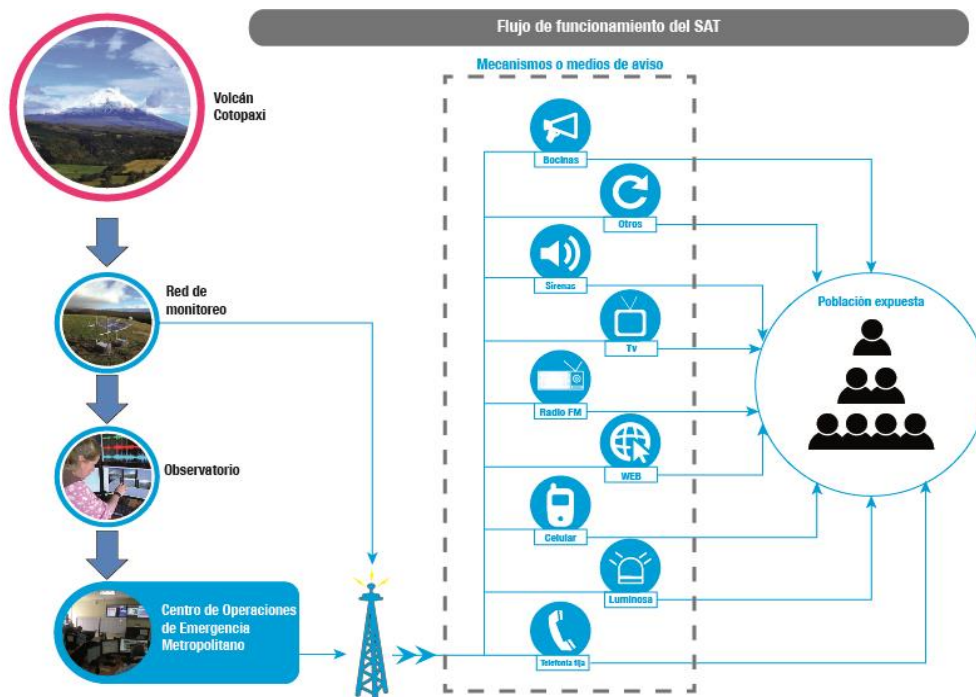 Flujo de funcionamiento del SAT
Mecanismos o medios de aviso
Volcán
Cotopaxi
Bocinas
Otros
Red de
monitoreo
Sirenas
Población expuesta
Tv
Radio FM
Observatorio
WEB
Celular
Centro de Operaciones
de Emergencia
Metropolitano
Luminosa
Telefonía fija